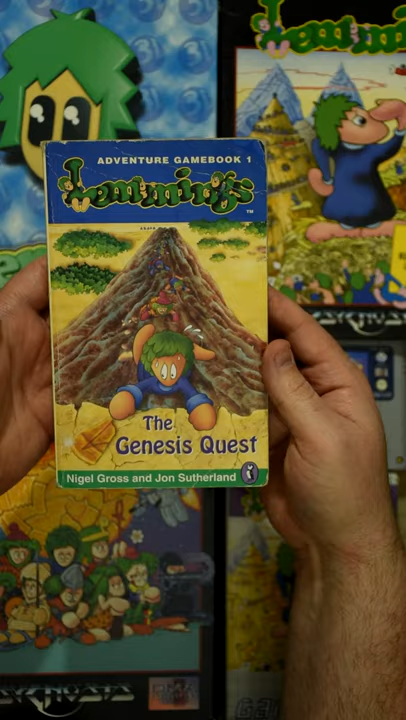 Lemmings
ADVENTURE GAMEBOOK 1
Lemmings
TM
The
Genesis Quest
Nigel Gross and Jon Sutherland
PSYGNOSIS
PSYGNOSIS